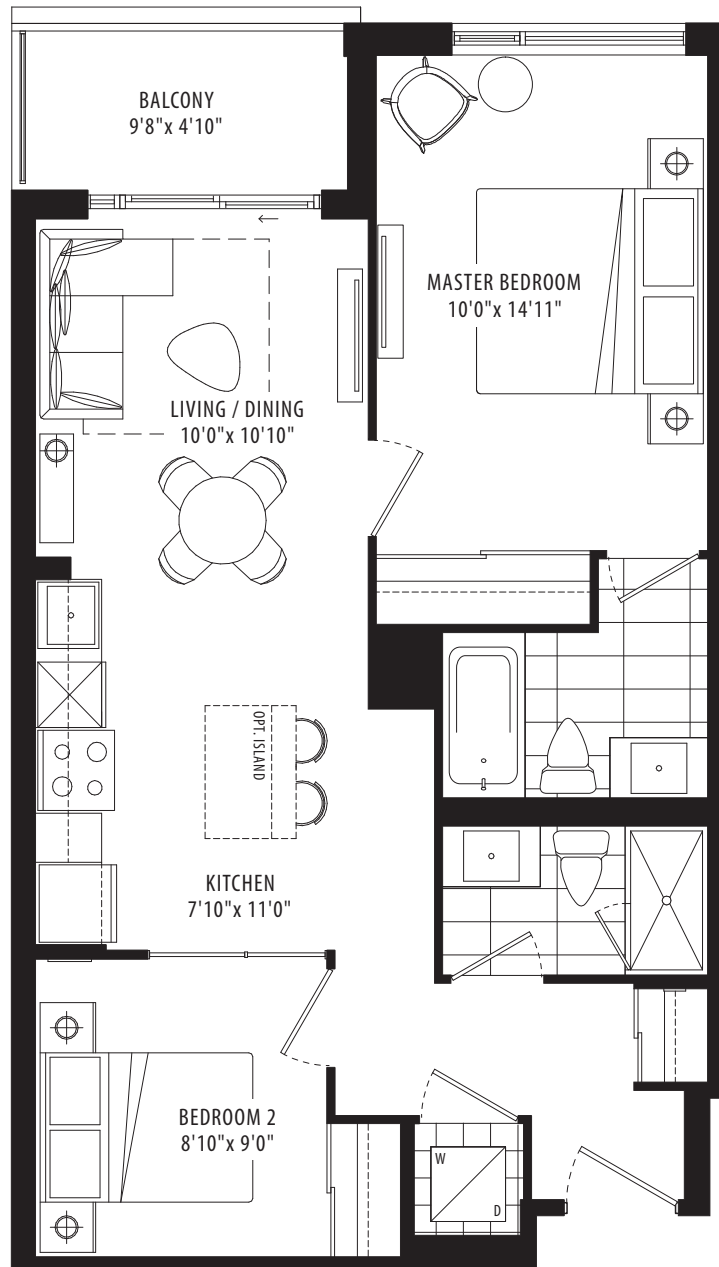 BALCONY
9'8"x 4'10"
MASTER BEDROOM
10'0"x 14'11"
LIVING / DINING
10'0"x 10'10"
OPT. ISLAND
KITCHEN
7'10"x 11'0"
BEDROOM 2
8'10"x 9'0"
W
D